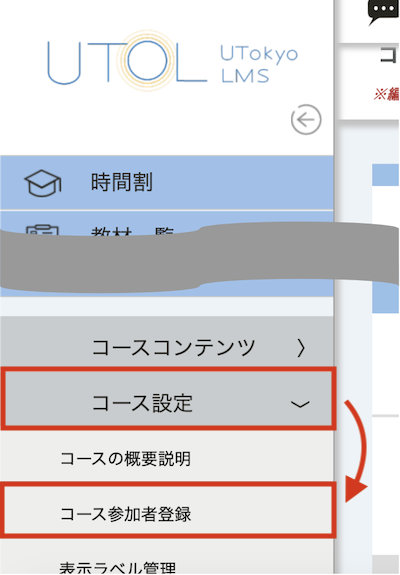 UTOL UTokyo
LMS
コ
※編
時間割
教材一覧
コースコンテンツ
コース設定
コースの概要説明
コース参加者登録
表示ラベル管理